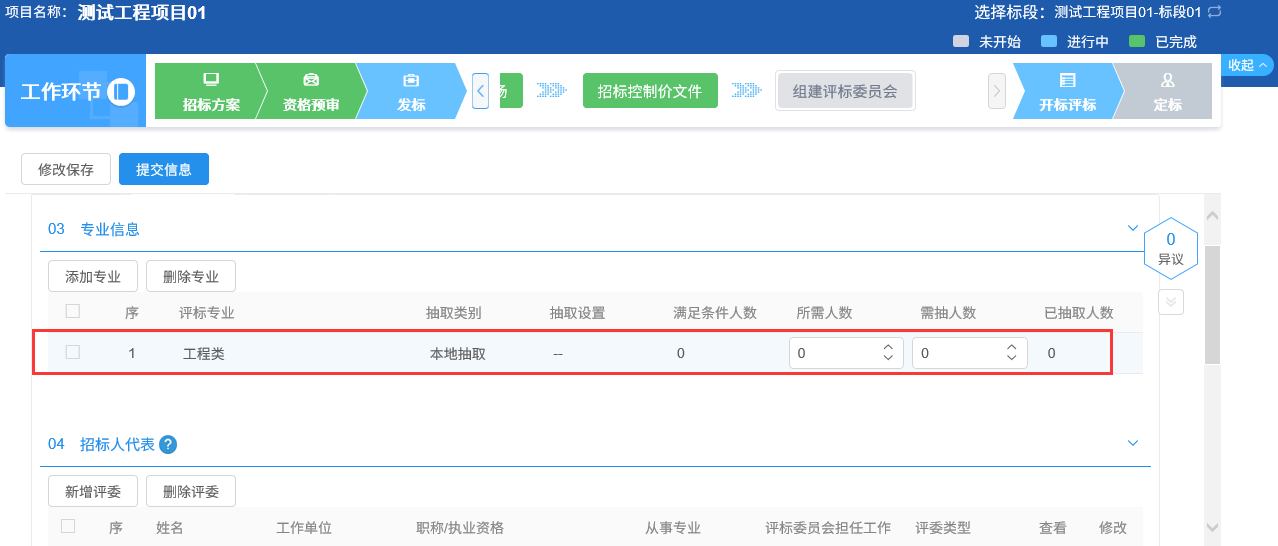 项目名称： 测试工程项目01
选择标段：测试工程项目01-标段01
未开始 进行中 已完成
工作环节 招标方案 资格预审 发标 场 招标控制价文件 组建评标委员会 开标评标 定标 收起
修改保存 提交信息
03 专业信息
0
异议
添加专业 删除专业
序 评标专业 抽取类别 抽取设置 满足条件人数 所需人数 需抽人数 已抽取人数
1 工程类 本地抽取 -- 0 0 0 0
04 招标人代表 ?
新增评委 删除评委
序 姓名 工作单位 职称/执业资格 从事专业 评标委员会担任工作 评委类型 查看 修改